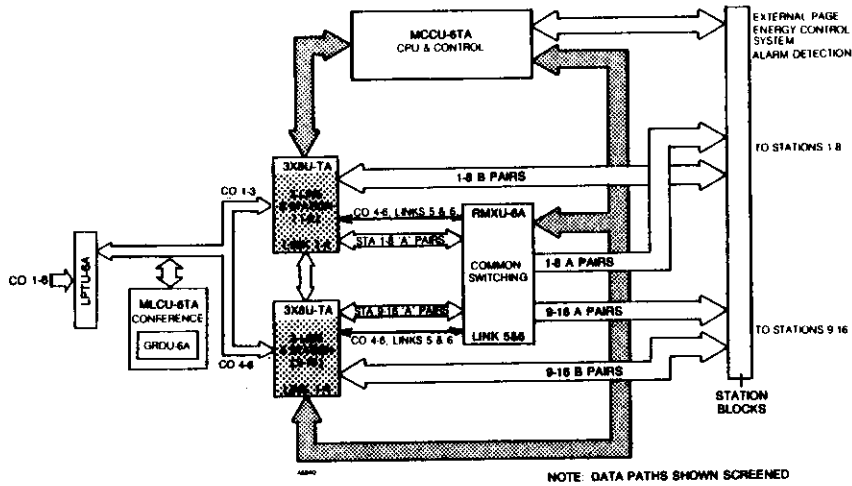 MCCU-6TA
CPU & CONTROL
EXTERNAL PAGE
ENERGY CONTROL
SYSTEM
ALARM DETECTION
3X8U-TA
CO 1-3
1-8 B PAIRS
TO STATIONS 1-8
CO 4-6, LINKS 5 & 6
RMXU-6A
STA 1-8 'A' PAIRS
COMMON
SWITCHING
1-8 A PAIRS
CO 1-6
LPTU-6A
MLCU-6TA
CONFERENCE
GRDU-6A
3X8U-TA
STA 9-16 'A' PAIRS
9-16 A PAIRS
CO 4-6, LINKS 5 & 6
LINK 5&6
TO STATIONS 9-16
CO 4-6
9-16 B PAIRS
STATION
BLOCKS
NOTE: DATA PATHS SHOWN SCREENED